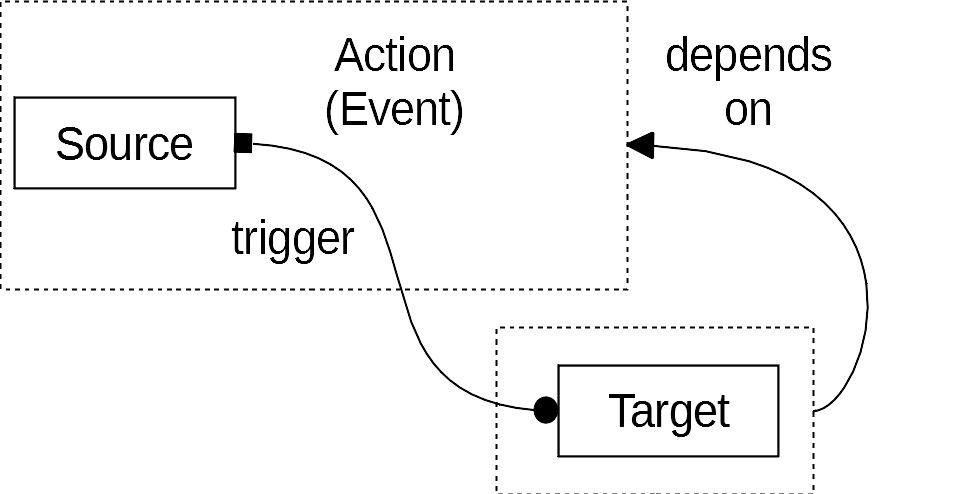 Action
(Event)
depends
on
Source
trigger
Target